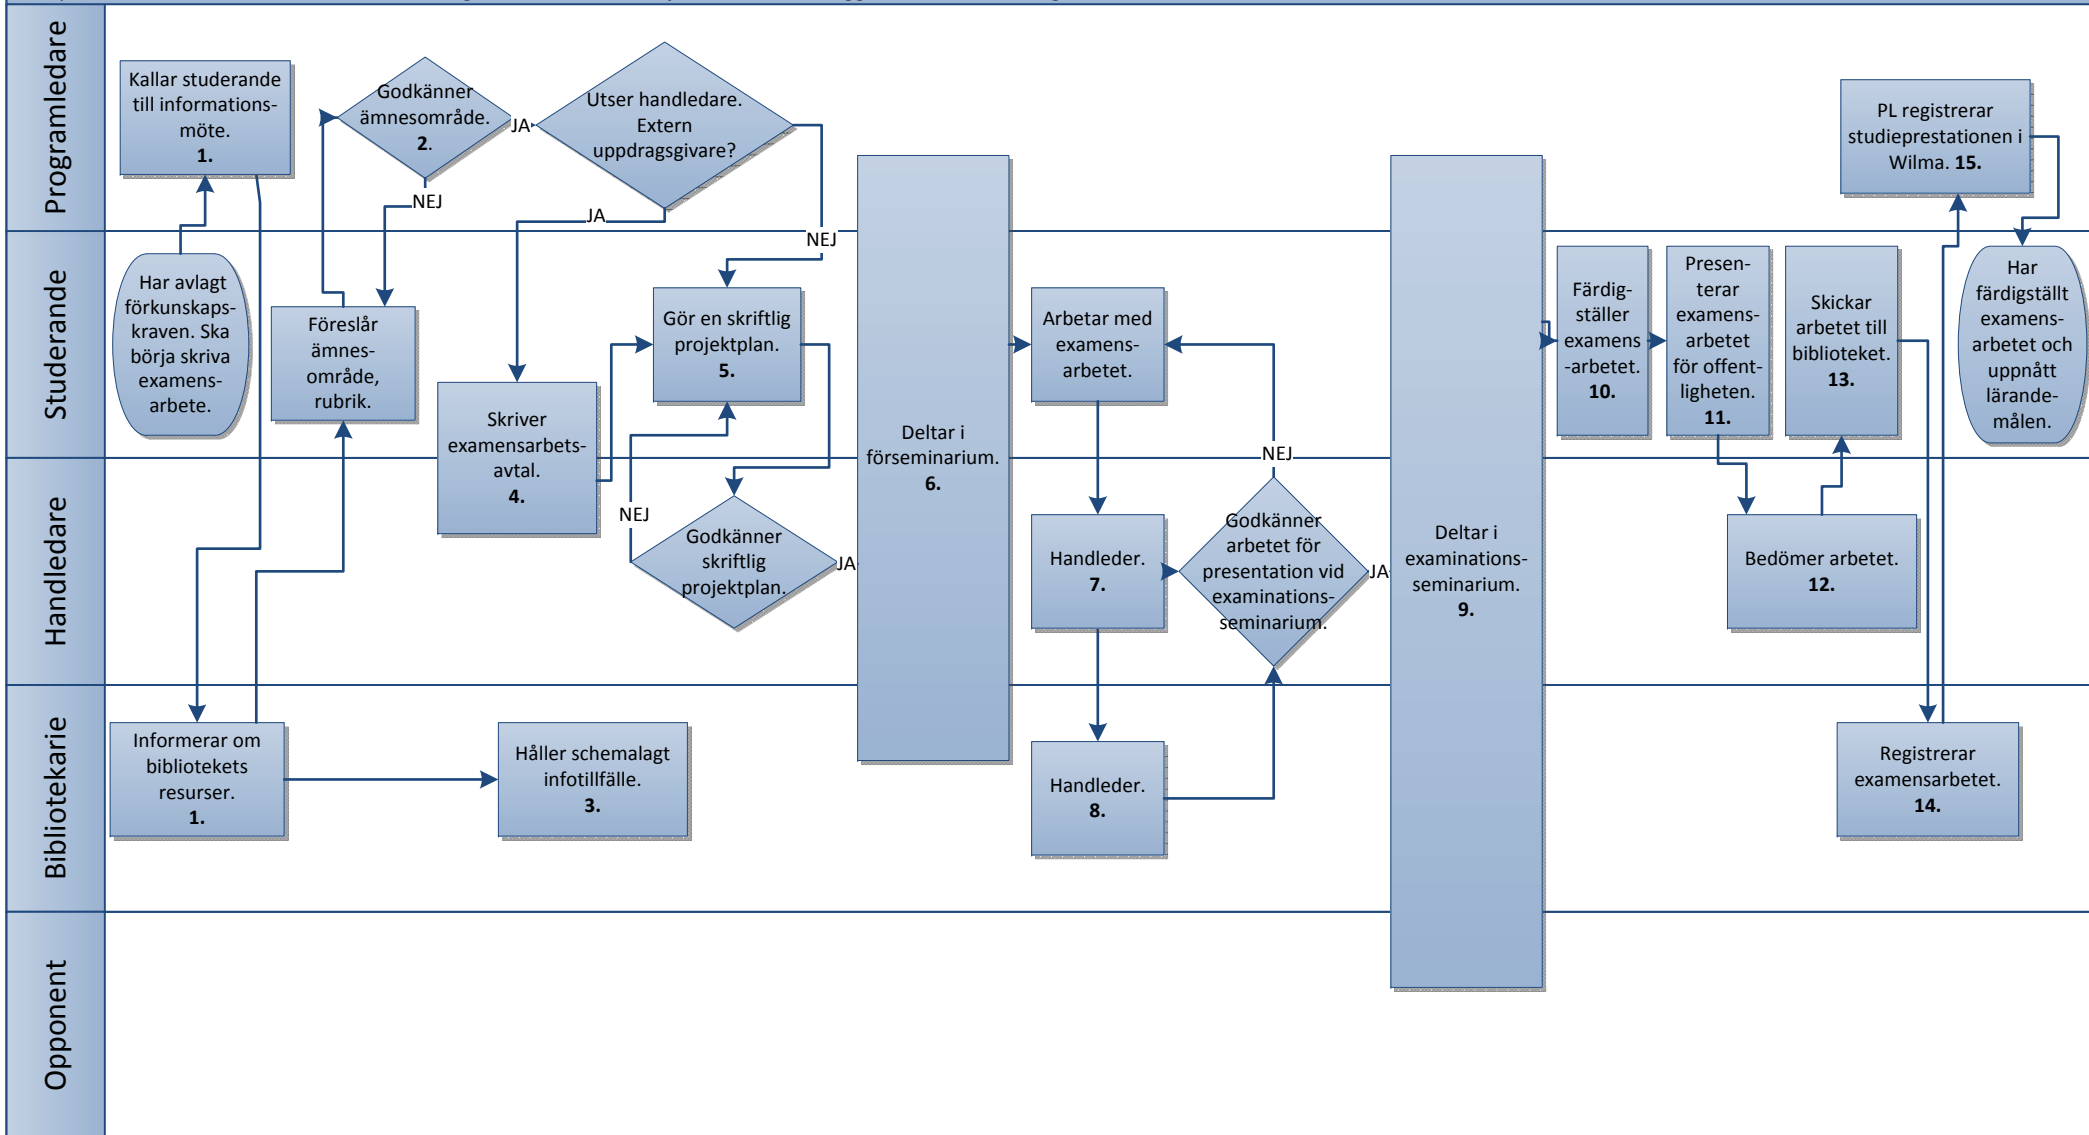 Programledare
Kallar studerande
till informations-
möte.
1.
Godkänner
ämnesområde.
2.
JA
NEJ
Utser handledare.
Extern
uppdragsgivare?
JA
NEJ
PL registrerar
studieprestationen i
Wilma. 15.
Studerande
Har avlagt
förkunskaps-
kraven. Ska
börja skriva
examens-
arbete.
Föreslår
ämnes-
område,
rubrik.
Skriver
examensarbets-
avtal.
4.
Gör en skriftlig
projektplan.
5.
Deltar i
förseminarium.
6.
Arbetar med
examens-
arbetet.
NEJ
Färdig-
ställer
examens
-arbetet.
10.
Presen-
terar
examens-
arbetet
för offent-
ligheten.
11.
Skickar
arbetet till
biblioteket.
13.
Har
färdigställt
examens-
arbetet och
uppnått
lärande-
målen.
Handledare
NEJ
Godkänner
skriftlig
projektplan.
JA
Handleder.
7.
Godkänner
arbetet för
presentation vid
examinations-
seminarium.
JA
Deltar i
examinations-
seminarium.
9.
Bedömer arbetet.
12.
Bibliotekarie
Informerar om
bibliotekets
resurser.
1.
Håller schemalagt
infotillfälle.
3.
Handleder.
8.
Registrerar
examensarbetet.
14.
Opponent